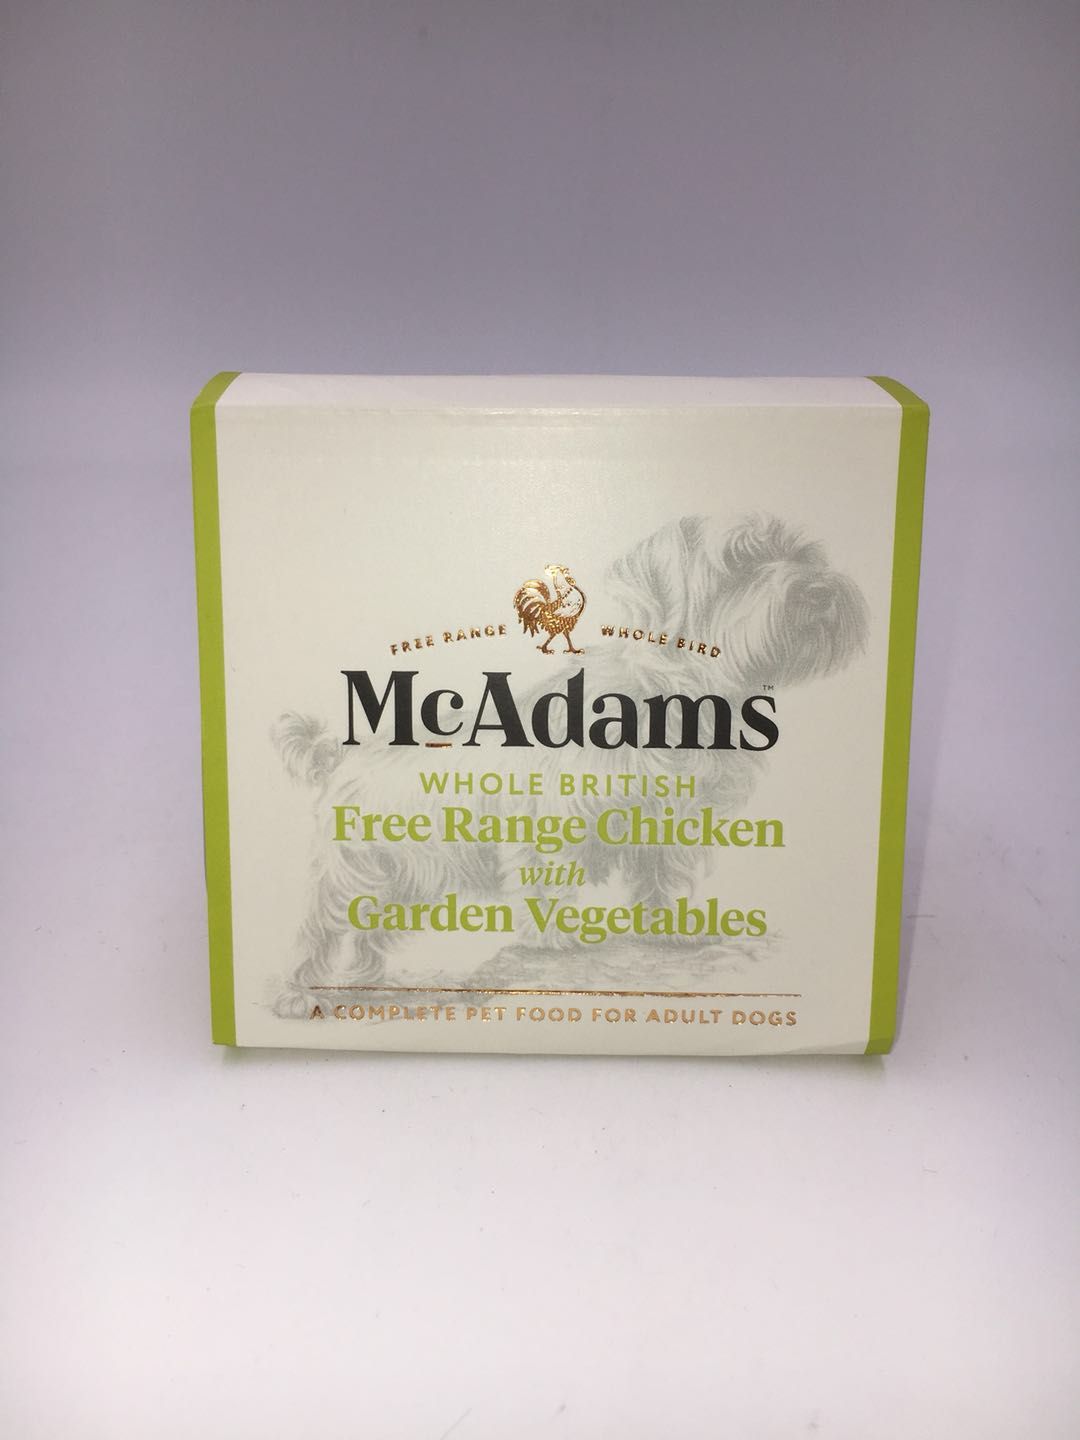 FREE RANGE WHOLE BIRD
McAdams™
WHOLE BRITISH
Free Range Chicken
with
Garden Vegetables
A COMPLETE PET FOOD FOR ADULT DOGS